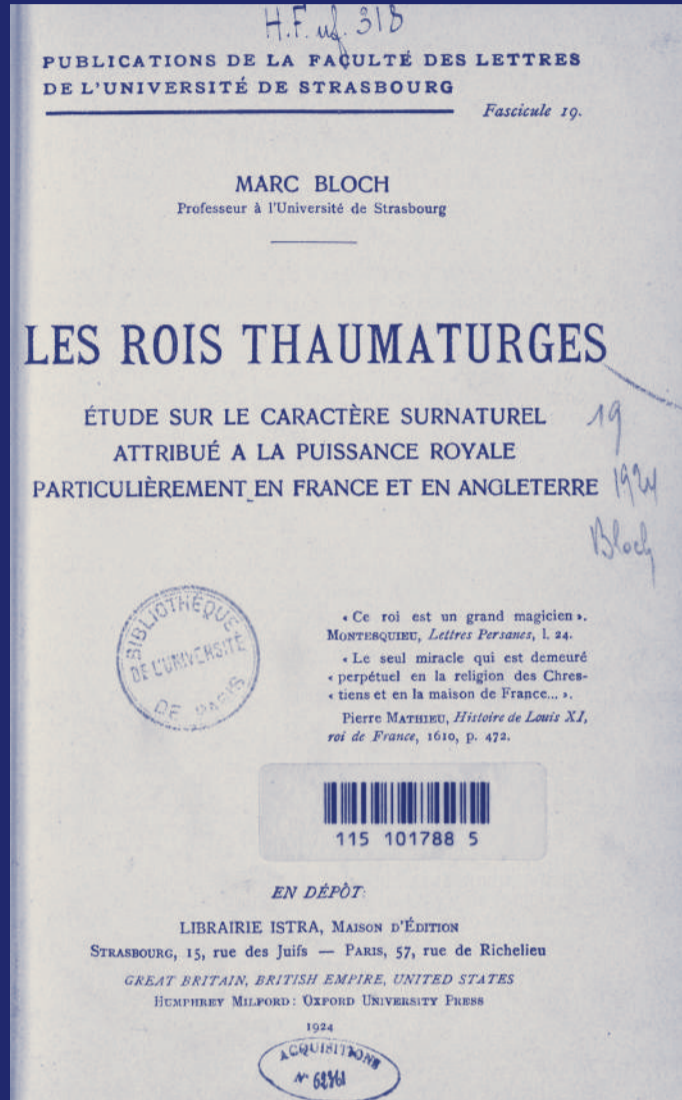 H.F. uf. 318
PUBLICATIONS DE LA FACULTÉ DES LETTRES
DE L'UNIVERSITÉ DE STRASBOURG
Fascicule 19.
MARC BLOCH
Professeur à l'Université de Strasbourg
LES ROIS THAUMATURGES
ÉTUDE SUR LE CARACTÈRE SURNATUREL
ATTRIBUÉ A LA PUISSANCE ROYALE
PARTICULIÈREMENT EN FRANCE ET EN ANGLETERRE
19
1924
Bloch
BIBLIOTHÈQUE
DE L'UNIVERSITÉ
DE PARIS
« Ce roi est un grand magicien ».
MONTESQUIEU, Lettres Persanes, l. 24.
« Le seul miracle qui est demeuré
« perpétuel en la religion des Chres-
« tiens et en la maison de France... ».
Pierre MATHIEU, Histoire de Louis XI,
roi de France, 1610, p. 472.
115 101788 5
EN DÉPÔT:
LIBRAIRIE ISTRA, MAISON D'ÉDITION
STRASBOURG, 15, rue des Juifs — PARIS, 57, rue de Richelieu
GREAT BRITAIN, BRITISH EMPIRE, UNITED STATES
HUMPHREY MILFORD : OXFORD UNIVERSITY PRESS
1924
ACQUISITIONS
N°